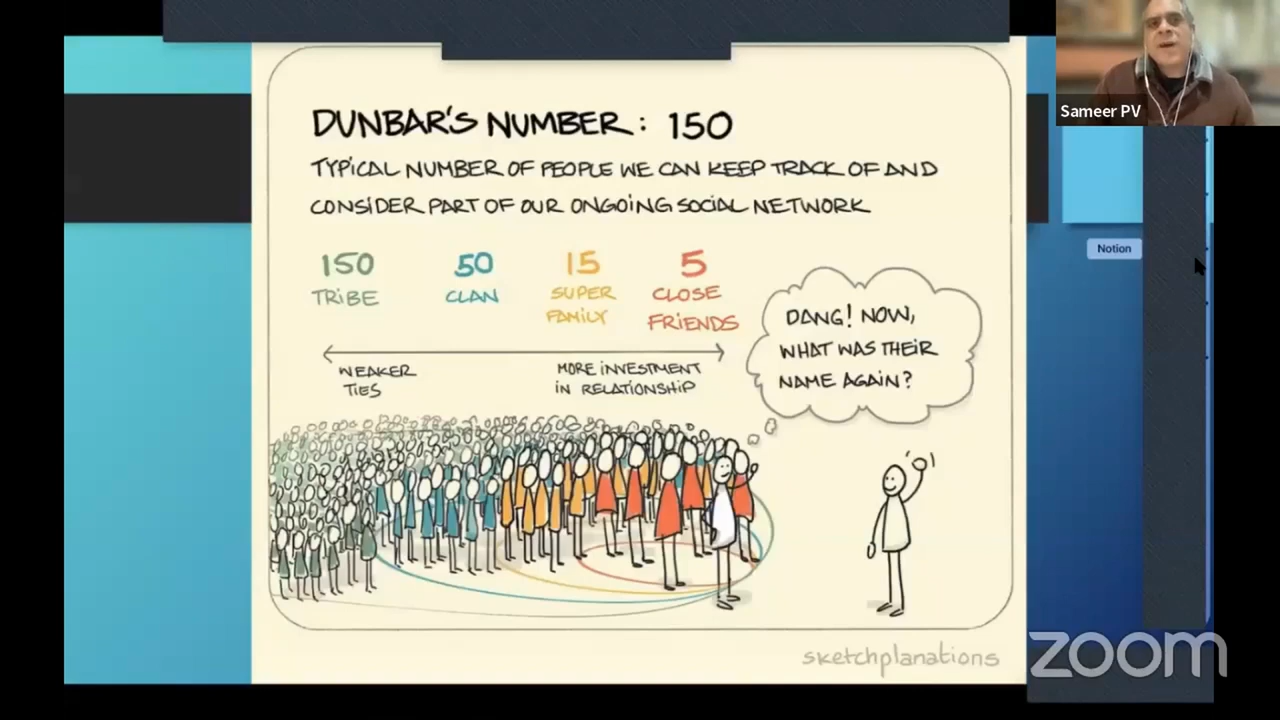 Sameer PV
DUNBAR'S NUMBER: 150
TYPICAL NUMBER OF PEOPLE WE CAN KEEP TRACK OF AND
CONSIDER PART OF OUR ONGOING SOCIAL NETWORK
150
TRIBE
50
CLAN
15
SUPER
FAMILY
5
CLOSE
FRIENDS
WEAKER
TIES
MORE INVESTMENT
IN RELATIONSHIP
DANG! NOW,
WHAT WAS THEIR
NAME AGAIN?
Notion
sketchplanations
zoom